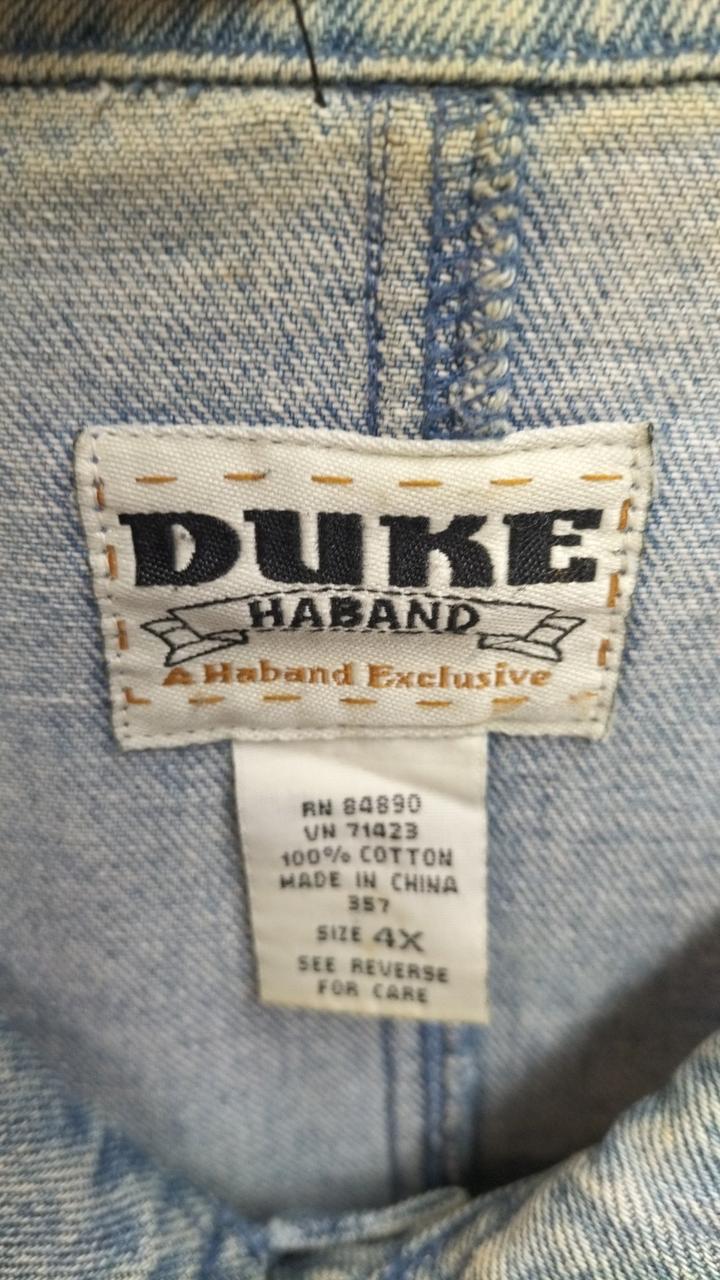 DUKE
HABAND
A Haband Exclusive
RN 84890
VN 71423
100% COTTON
MADE IN CHINA
357
SIZE 4X
SEE REVERSE
FOR CARE